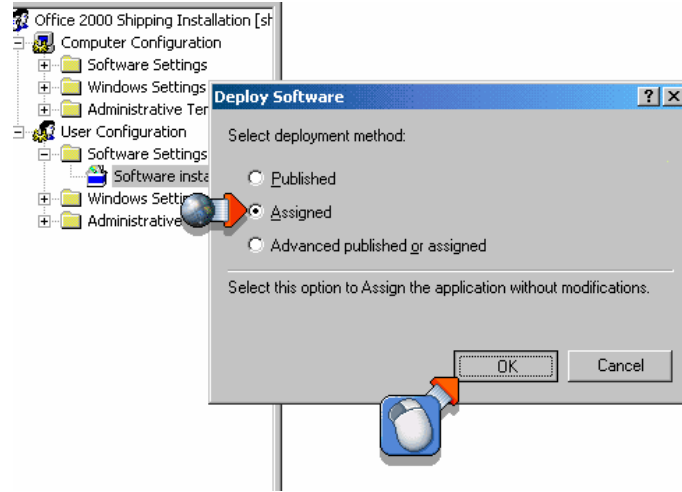 Office 2000 Shipping Installation [sh
Computer Configuration
Software Settings
Windows Settings
Administrative Ter
User Configuration
Software Settings
Software insta
Windows Setti
Administrative
Deploy Software
Select deployment method:
Published
Assigned
Advanced published or assigned
Select this option to Assign the application without modifications.
OK
Cancel